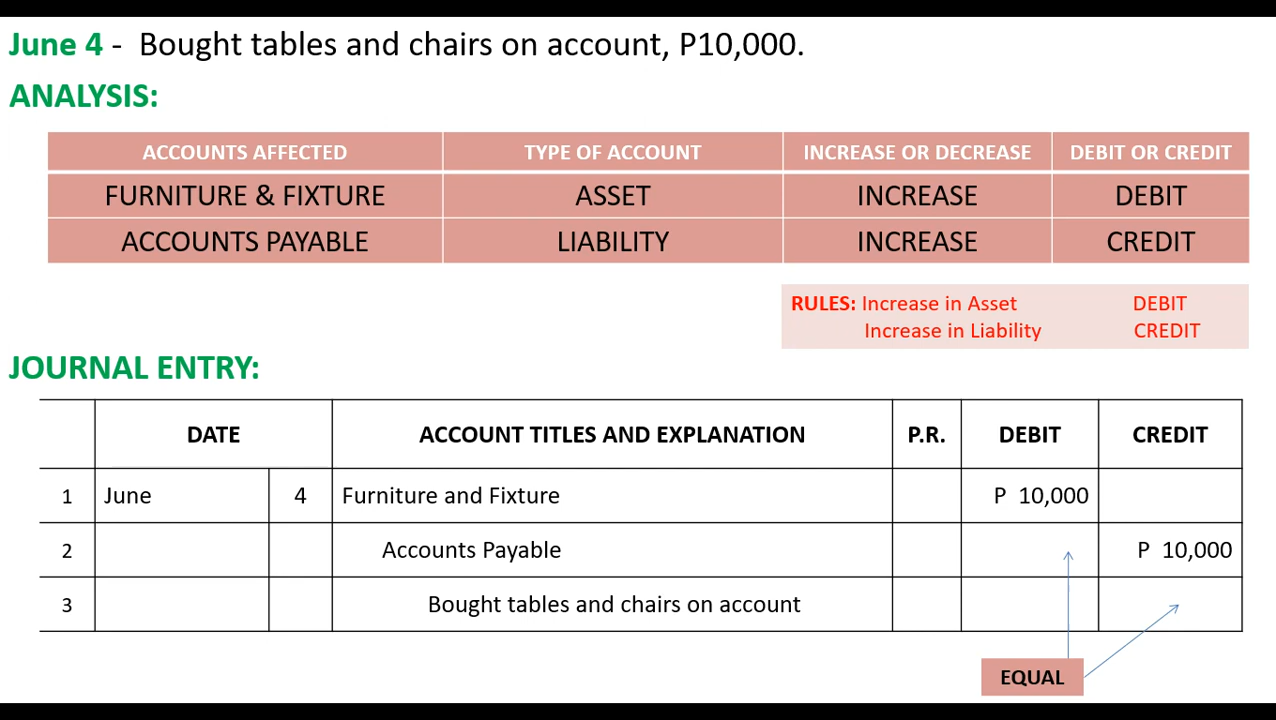 June 4 - Bought tables and chairs on account, P10,000.
ANALYSIS:
ACCOUNTS AFFECTED TYPE OF ACCOUNT INCREASE OR DECREASE DEBIT OR CREDIT
FURNITURE & FIXTURE ASSET INCREASE DEBIT
ACCOUNTS PAYABLE LIABILITY INCREASE CREDIT
RULES: Increase in Asset DEBIT
Increase in Liability CREDIT
JOURNAL ENTRY:
DATE ACCOUNT TITLES AND EXPLANATION P.R. DEBIT CREDIT
1 June 4 Furniture and Fixture P 10,000
2 Accounts Payable P 10,000
3 Bought tables and chairs on account
EQUAL